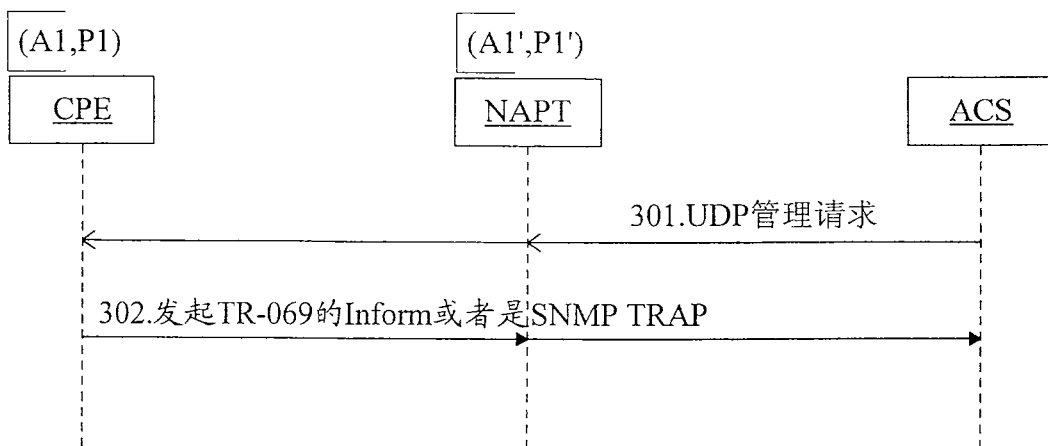 (A1,P1)
(A1',P1')
CPE
NAPT
ACS
301.UDP管理请求
302.发起TR-069的Inform或者是SNMP TRAP